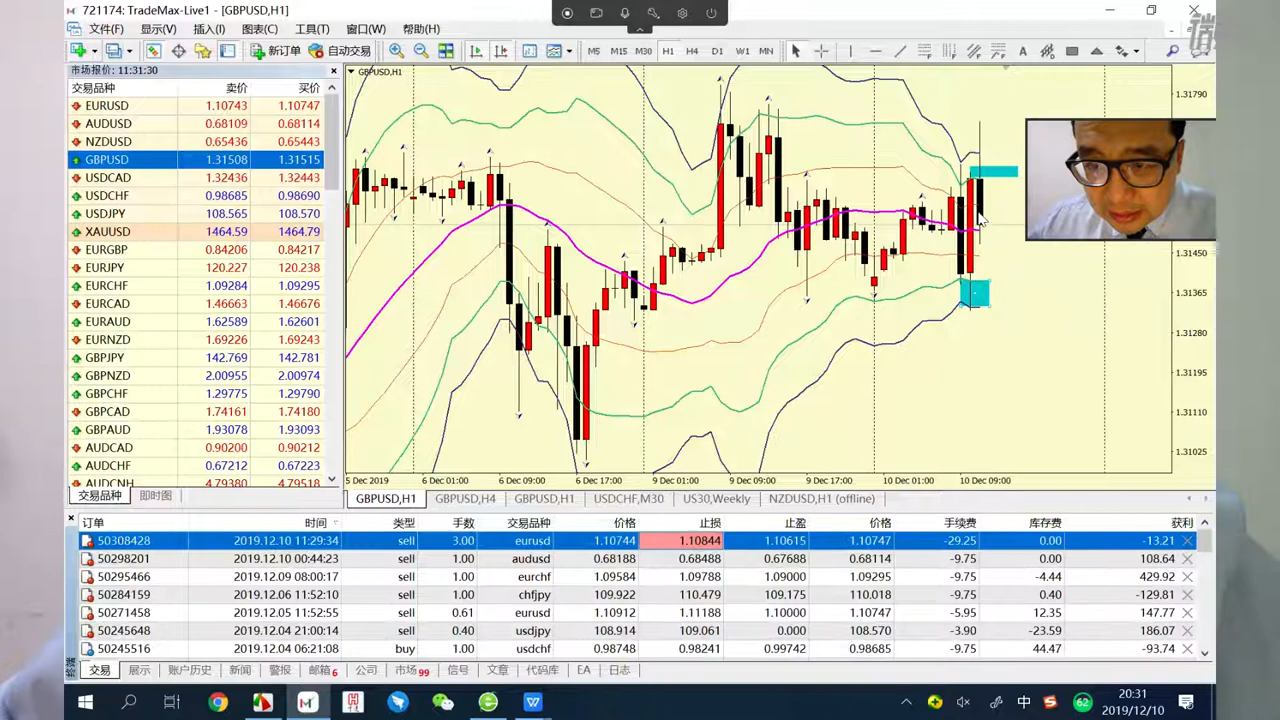 721174: TradeMax-Live1 - [GBPUSD,H1]
文件(F) 显示(V) 插入(I) 图表(C) 工具(T) 窗口(W) 帮助(H)
新订单 自动交易 M5 M15 M30 H1 H4 D1 W1 MN A
市场报价: 11:31:30
交易品种 卖价 买价
EURUSD 1.10743 1.10747
AUDUSD 0.68109 0.68114
NZDUSD 0.65436 0.65443
GBPUSD 1.31508 1.31515
USDCAD 1.32436 1.32443
USDCHF 0.98685 0.98690
USDJPY 108.565 108.570
XAUUSD 1464.59 1464.79
EURGBP 0.84206 0.84217
EURJPY 120.227 120.238
EURCHF 1.09284 1.09295
EURCAD 1.46663 1.46676
EURAUD 1.62589 1.62601
EURNZD 1.69226 1.69243
GBPJPY 142.769 142.781
GBPNZD 2.00955 2.00974
GBPCHF 1.29775 1.29790
GBPCAD 1.74161 1.74180
GBPAUD 1.93078 1.93093
AUDCAD 0.90200 0.90212
AUDCHF 0.67212 0.67223
AUDCNH 4.79380 4.79518
交易品种 即时图
GBPUSD,H1
1.31790
1.31450
1.31365
1.31280
1.31195
1.31110
1.31025
5 Dec 2019 6 Dec 01:00 6 Dec 09:00 6 Dec 17:00 9 Dec 01:00 9 Dec 09:00 9 Dec 17:00 10 Dec 01:00 10 Dec 09:00
GBPUSD,H1 GBPUSD,H4 GBPUSD,H1 USDCHF,M30 US30,Weekly NZDUSD,H1 (offline)
订单 时间 类型 手数 交易品种 价格 止损 止盈 价格 手续费 库存费 获利
50308428 2019.12.10 11:29:34 sell 3.00 eurusd 1.10744 1.10844 1.10615 1.10747 -29.25 0.00 -13.21
50298201 2019.12.10 00:44:23 sell 1.00 audusd 0.68188 0.68488 0.67688 0.68114 -9.75 0.00 108.64
50295466 2019.12.09 08:00:17 sell 1.00 eurchf 1.09584 1.09788 1.09000 1.09295 -9.75 -4.44 429.92
50284159 2019.12.06 11:52:10 sell 1.00 chfjpy 109.922 110.479 109.175 110.018 -9.75 0.40 -129.81
50271458 2019.12.05 11:52:55 sell 0.61 eurusd 1.10912 1.11188 1.10000 1.10747 -5.95 12.35 147.77
50245648 2019.12.04 21:00:14 sell 0.40 usdjpy 108.914 109.061 0.000 108.570 -3.90 -23.59 186.07
50245516 2019.12.04 06:21:00 buy 1.00 usdchf 0.98748 0.98241 0.99742 0.98685 -9.75 44.47 -93.74
终端
交易 展示 账户历史 新闻 警报 邮箱6 公司 市场99 信号 文章 代码库 EA 日志
中 62 20:31
2019/12/10